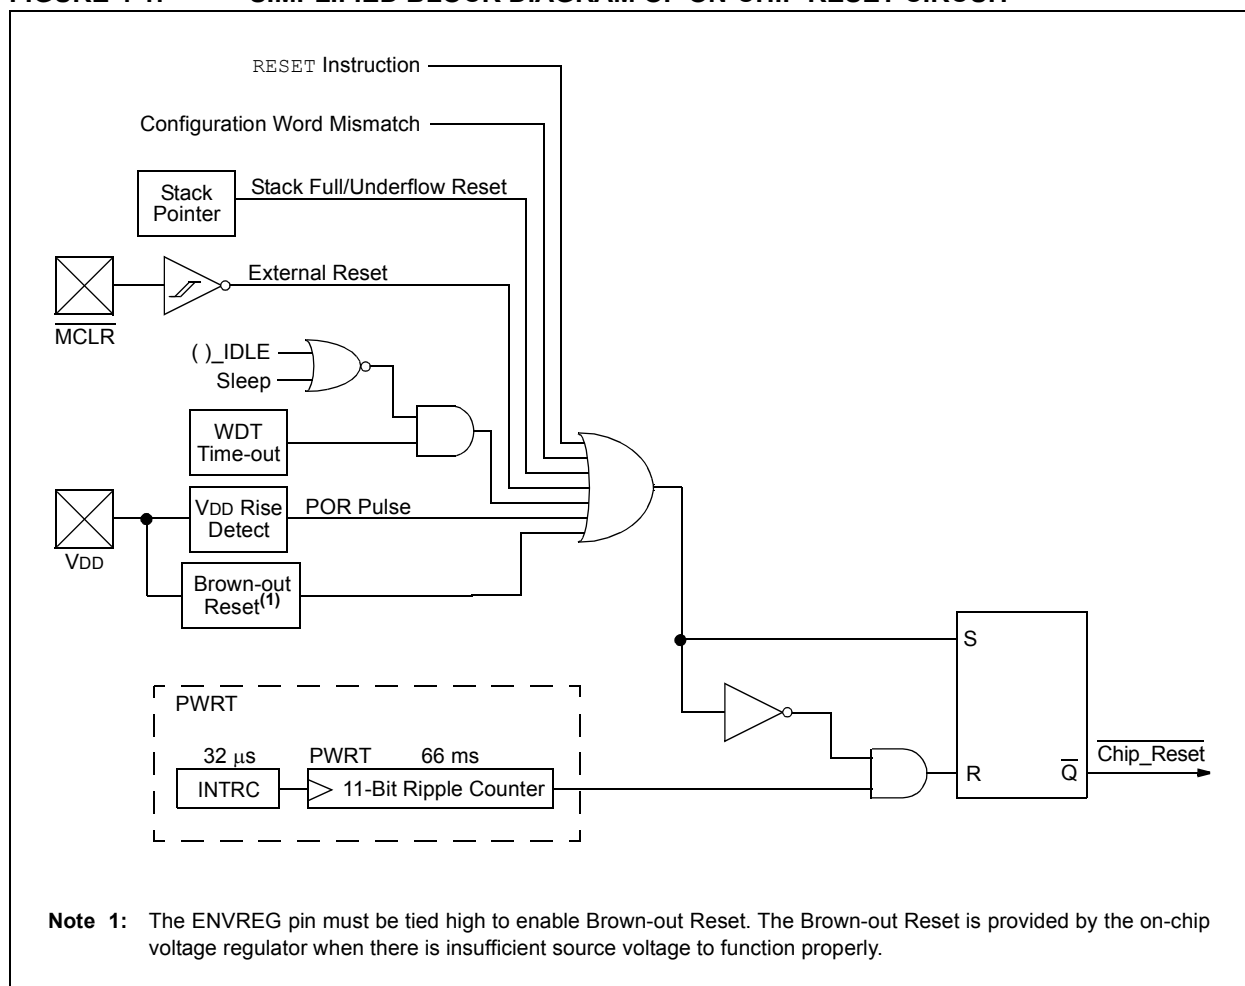 RESET Instruction
Configuration Word Mismatch
Stack
Pointer
Stack Full/Underflow Reset
External Reset
MCLR
( )_IDLE
Sleep
WDT
Time-out
VDD Rise
Detect
POR Pulse
VDD
Brown-out
Reset(1)
S
PWRT
32 μs
PWRT
66 ms
INTRC
11-Bit Ripple Counter
R
Q
Chip_Reset
Note 1: The ENVREG pin must be tied high to enable Brown-out Reset. The Brown-out Reset is provided by the on-chip
voltage regulator when there is insufficient source voltage to function properly.